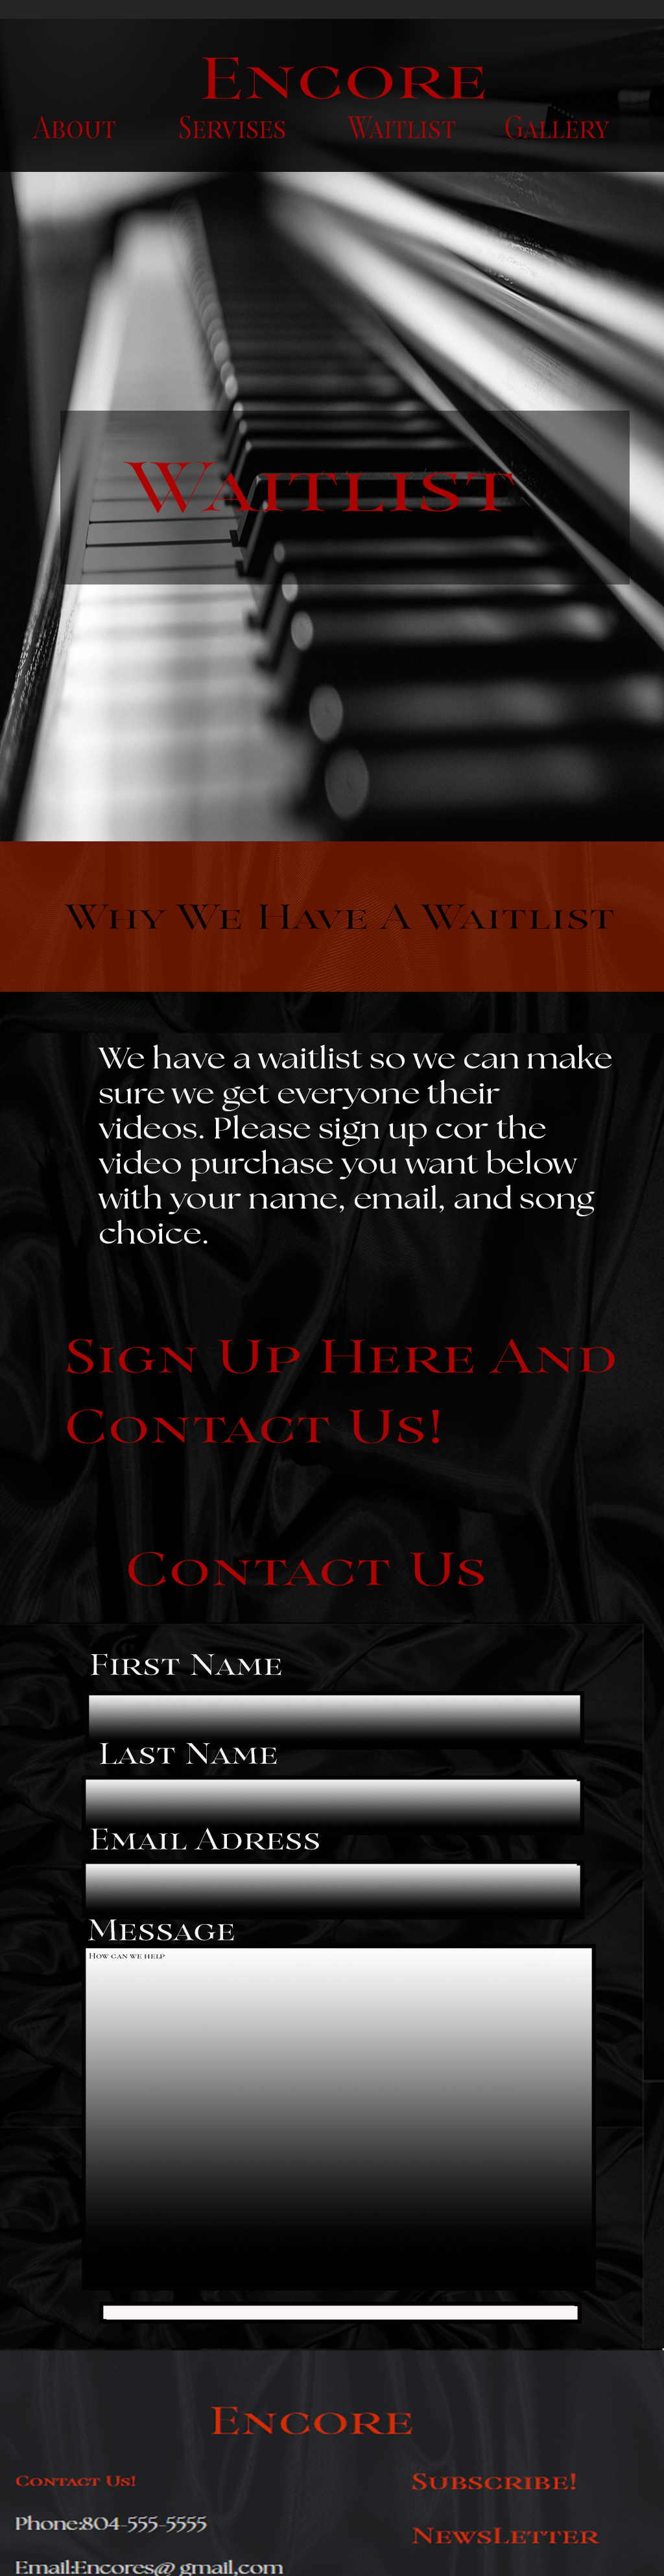 Encore
About Servises Waitlist Gallery
Waitlist
Why We Have A Waitlist
We have a waitlist so we can make
sure we get everyone their
videos. Please sign up cor the
video purchase you want below
with your name, email, and song
choice.
Sign Up Here And
Contact Us!
Contact Us
First Name
Last Name
Email Adress
Message
How can we help
Encore
Contact Us!
Subscribe!
Phone:804-555-5555
NewsLetter
Email:Encores@ gmail,com